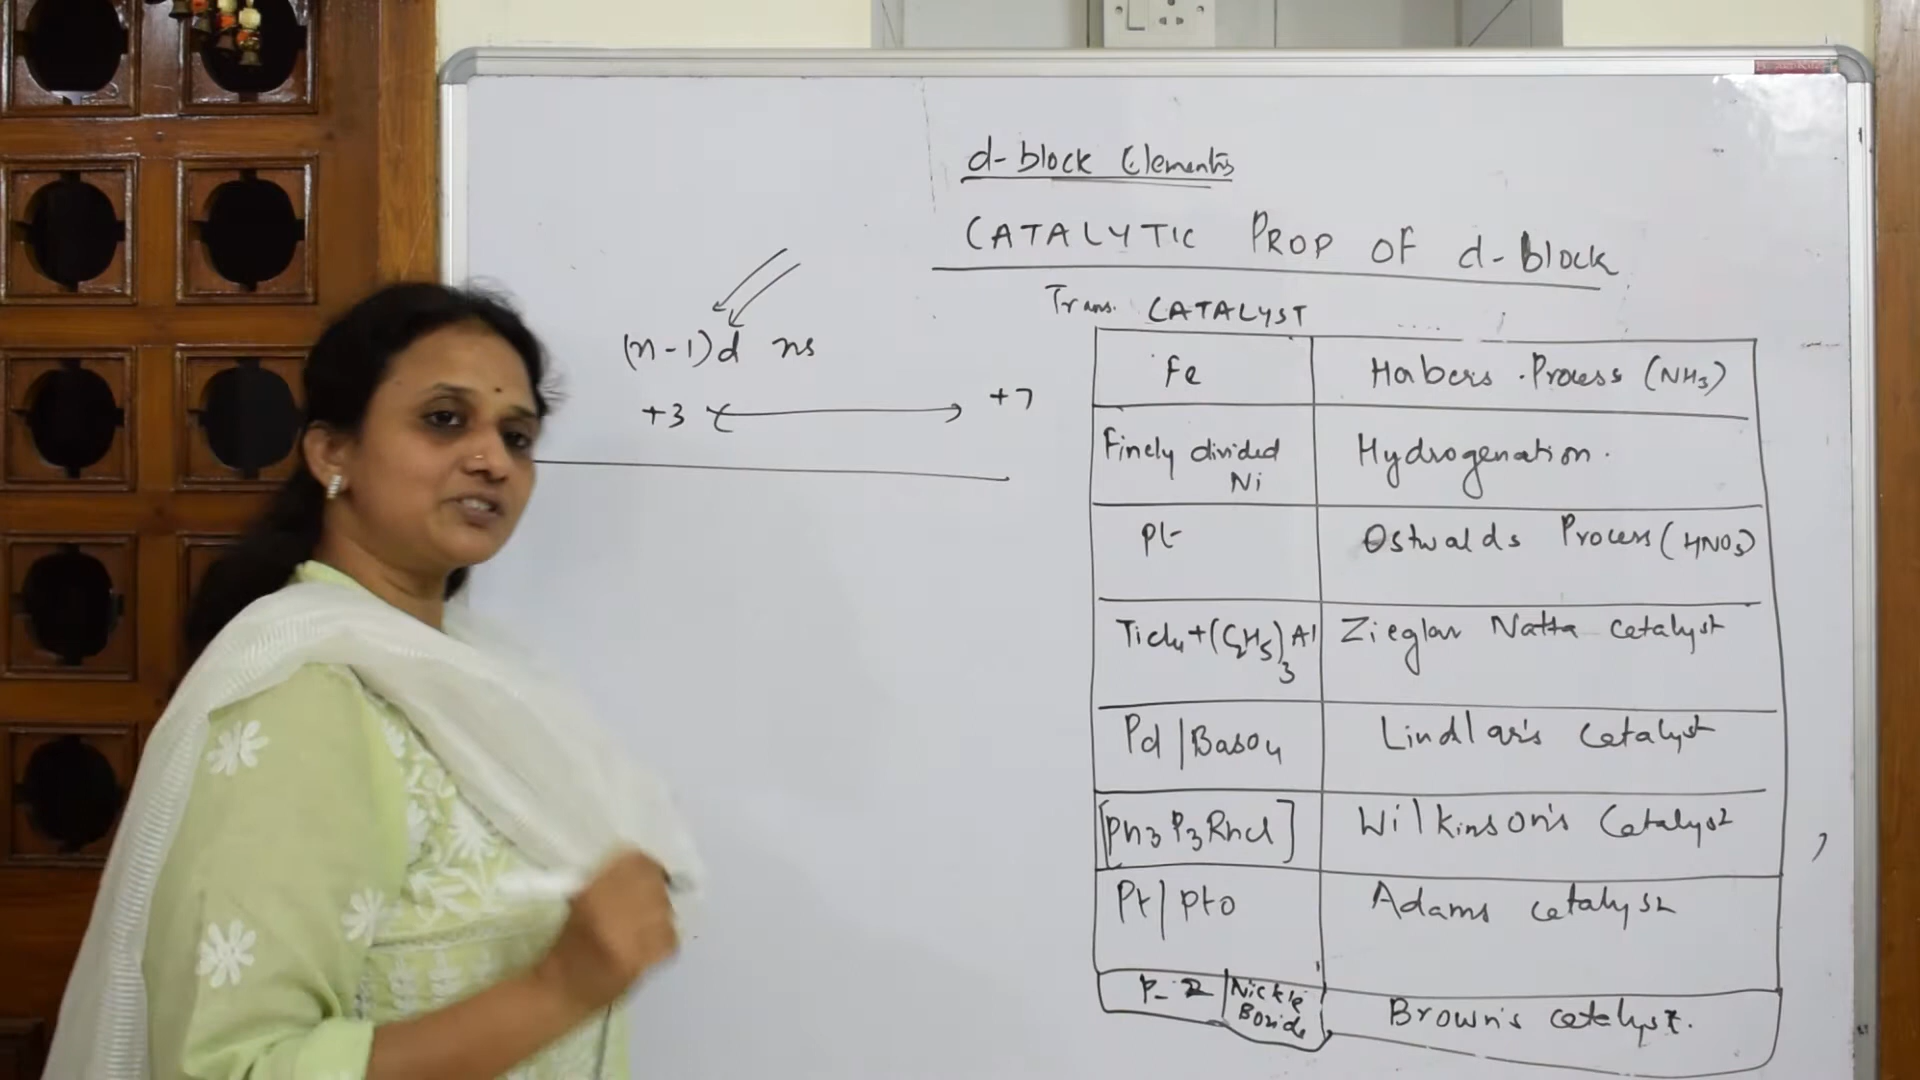 d-block Elements
CATALYTIC PROP OF d-block
Trans. CATALYST
(n-1)d ns
+3 +7
Fe Habers Process (NH3)
Finely divided Ni Hydrogenation.
Pt Ostwalds Process (HNO3)
TiCl4+(C2H5)3Al Zieglar Natta catalyst
Pd/BaSO4 Lindlar's catalyst
[Ph3P3RhCl] Wilkinson's Catalyst
Pt/PtO Adams catalyst
P-2/Nickle Boride Brown's catalyst.